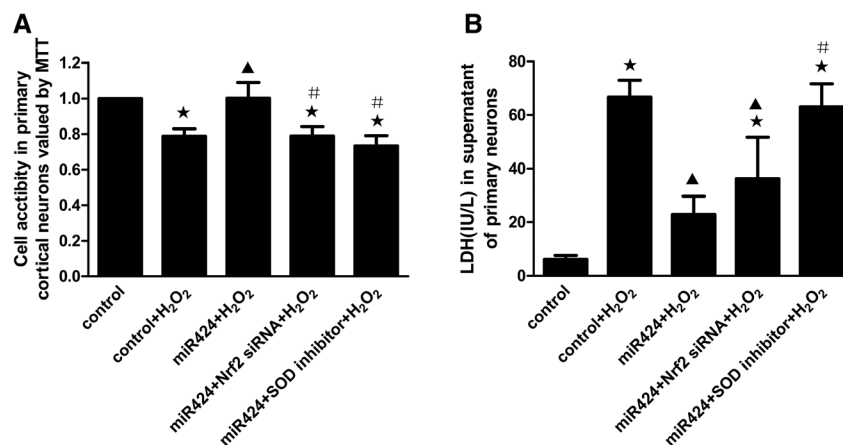 A
Cell acctibity in primary
cortical neurons valued by MTT
1.2
1.0
0.8
0.6
0.4
0.2
0.0
★
▲
#
★
#
★
control
control+H₂O₂
miR424+H₂O₂
miR424+Nrf2 siRNA+H₂O₂
miR424+SOD inhibitor+H₂O₂
B
LDH(IU/L) in supernatant
of primary neurons
80
60
40
20
0
★
▲
▲
★
#
★
control
control+H₂O₂
miR424+H₂O₂
miR424+Nrf2 siRNA+H₂O₂
miR424+SOD inhibitor+H₂O₂